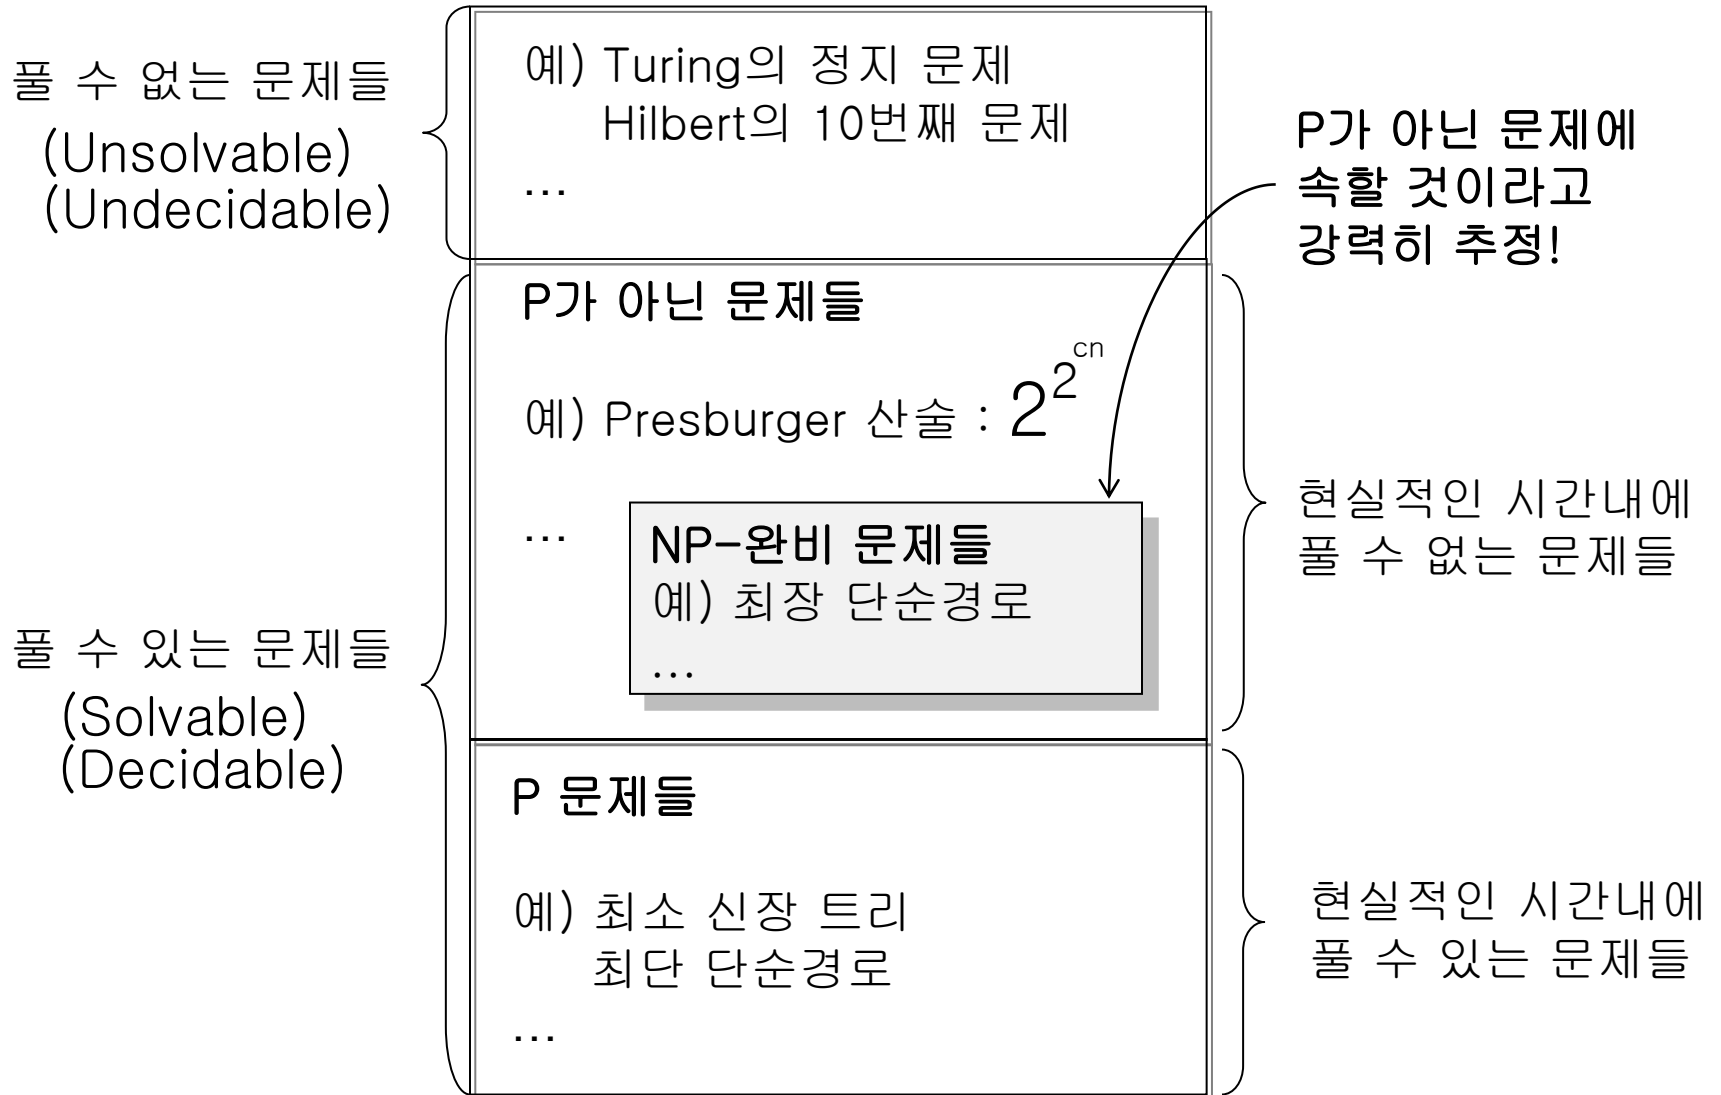 풀 수 없는 문제들
(Unsolvable)
(Undecidable)
예) Turing의 정지 문제
Hilbert의 10번째 문제
...
P가 아닌 문제에
속할 것이라고
강력히 추정!
P가 아닌 문제들
예) Presburger 산술 : 2^2^cn
...
NP-완비 문제들
예) 최장 단순경로
...
현실적인 시간내에
풀 수 없는 문제들
풀 수 있는 문제들
(Solvable)
(Decidable)
P 문제들
예) 최소 신장 트리
최단 단순경로
...
현실적인 시간내에
풀 수 있는 문제들